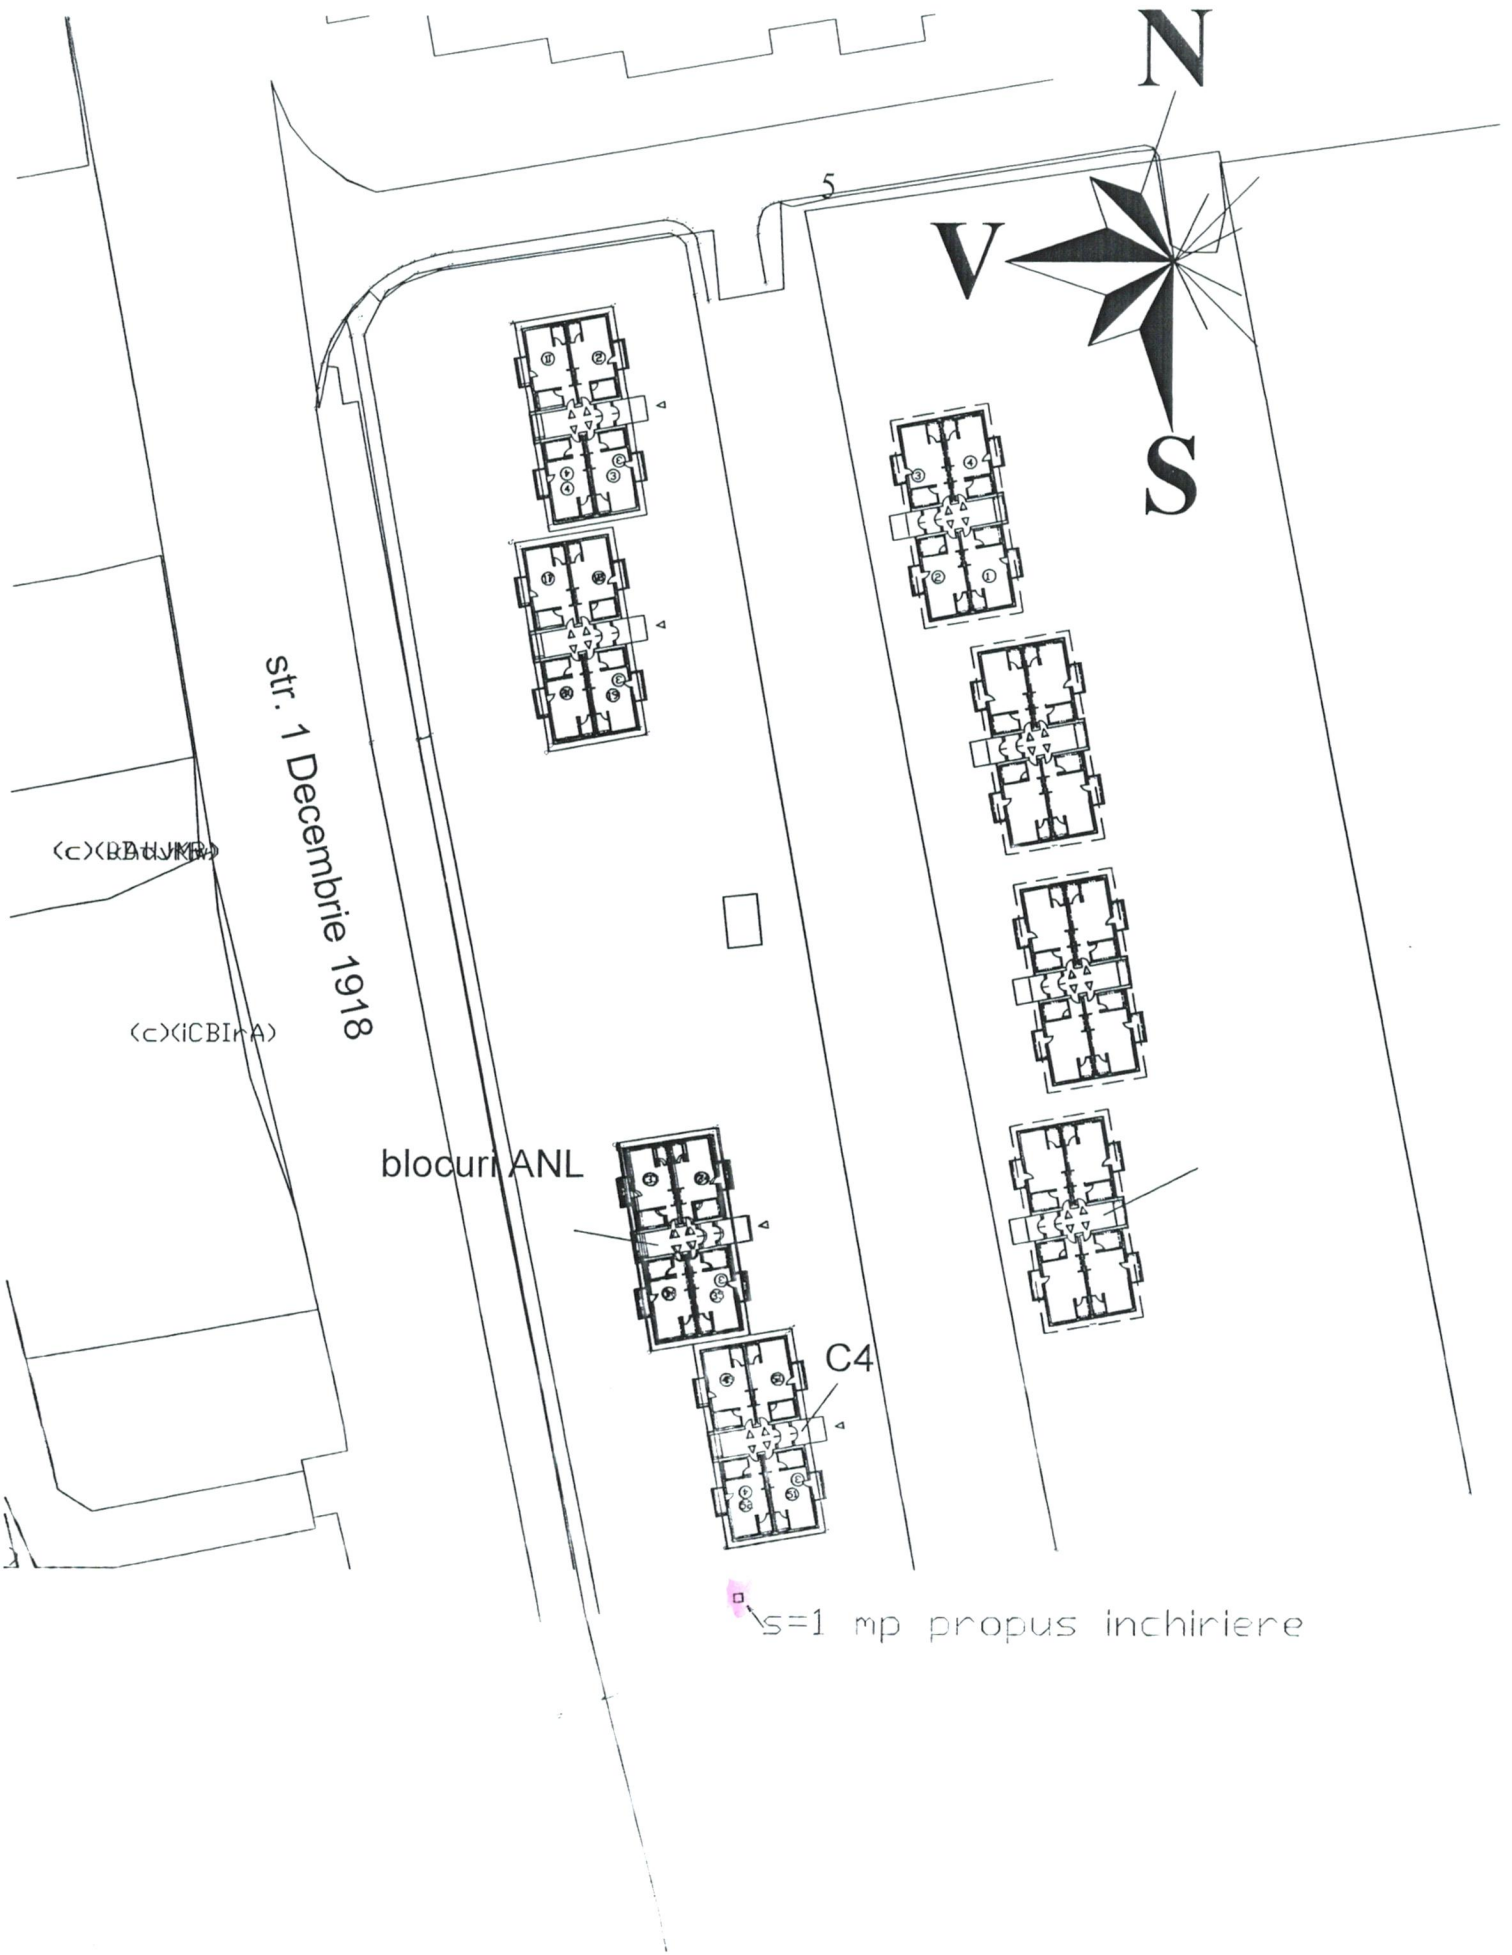 N
5
V
S
str. 1 Decembrie 1918
(c)(iCBIrA)
blocuri ANL
C4
s=1 mp propus inchiriere